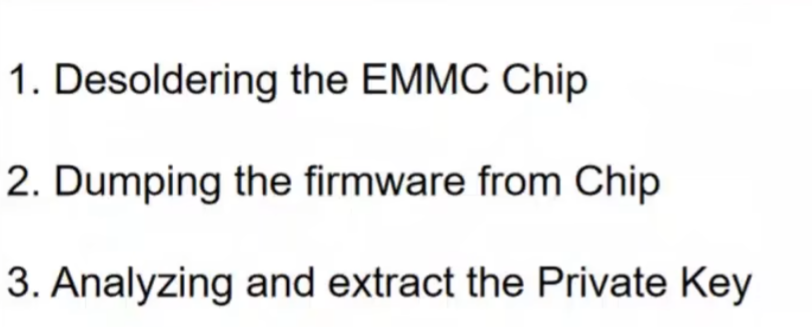 1. Desoldering the EMMC Chip
2. Dumping the firmware from Chip
3. Analyzing and extract the Private Key